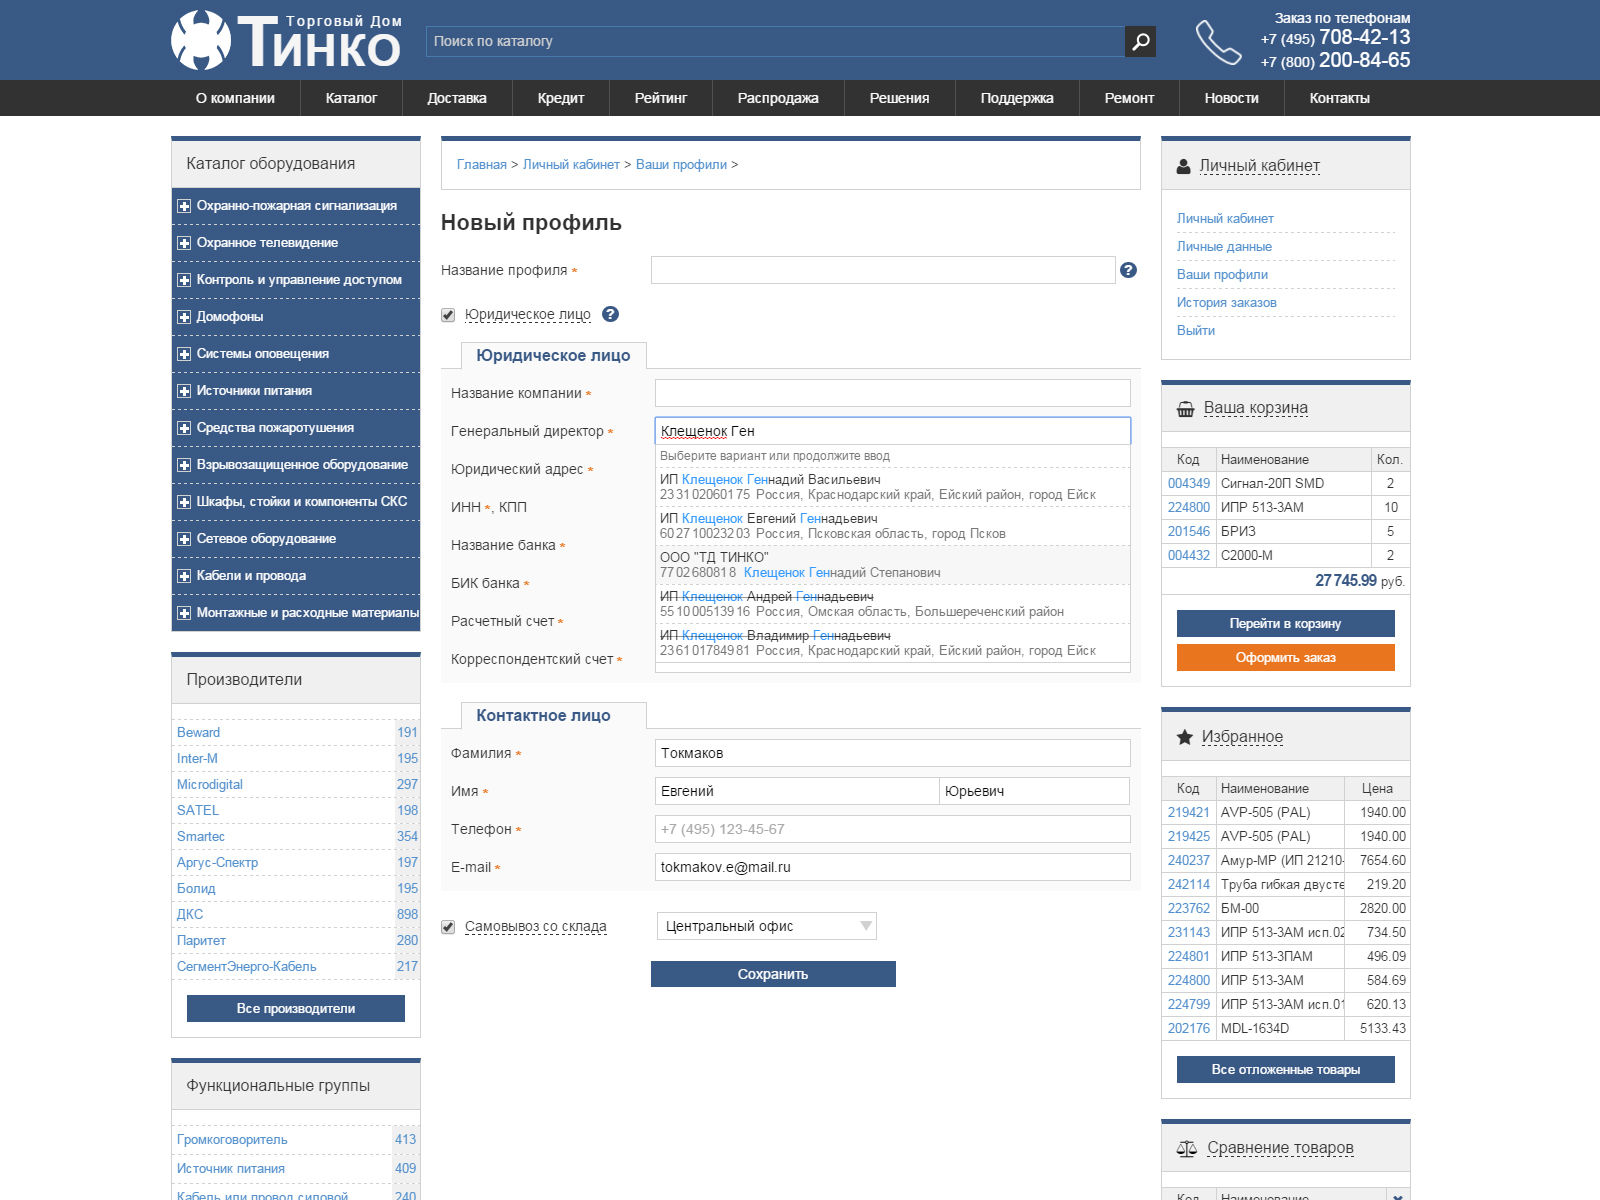 Торговый Дом
Тинко
Поиск по каталогу
Заказ по телефонам
+7 (495) 708-42-13
+7 (800) 200-84-65
О компании
Каталог
Доставка
Кредит
Рейтинг
Распродажа
Решения
Поддержка
Ремонт
Новости
Контакты
Каталог оборудования
Охранно-пожарная сигнализация
Охранное телевидение
Контроль и управление доступом
Домофоны
Системы оповещения
Источники питания
Средства пожаротушения
Взрывозащищенное оборудование
Шкафы, стойки и компоненты СКС
Сетевое оборудование
Кабели и провода
Монтажные и расходные материалы
Производители
Beward 191
Inter-M 195
Microdigital 297
SATEL 198
Smartec 354
Аргус-Спектр 197
Болид 195
ДКС 898
Паритет 280
СегментЭнерго-Кабель 217
Все производители
Функциональные группы
Громкоговоритель 413
Источник питания 409
Кабель или провод силовой 240
Главная > Личный кабинет > Ваши профили >
Новый профиль
Название профиля *
?
Юридическое лицо ?
Юридическое лицо
Название компании *
Генеральный директор * Клещенок Ген
Выберите вариант или продолжите ввод
ИП Клещенок Геннадий Васильевич
233102060175 Россия, Краснодарский край, Ейский район, город Ейск
ИП Клещенок Евгений Геннадьевич
602710023203 Россия, Псковская область, город Псков
ООО "ТД ТИНКО"
7702680818 Клещенок Геннадий Степанович
ИП Клещенок Андрей Геннадьевич
551000513916 Россия, Омская область, Большереченский район
ИП Клещенок Владимир Геннадьевич
236101784981 Россия, Краснодарский край, Ейский район, город Ейск
Юридический адрес *
ИНН *, КПП
Название банка *
БИК банка *
Расчетный счет *
Корреспондентский счет *
Контактное лицо
Фамилия * Токмаков
Имя * Евгений Юрьевич
Телефон * +7 (495) 123-45-67
E-mail * tokmakov.e@mail.ru
Самовывоз со склада Центральный офис
Сохранить
Личный кабинет
Личный кабинет
Личные данные
Ваши профили
История заказов
Выйти
Ваша корзина
Код Наименование Кол.
004349 Сигнал-20П SMD 2
224800 ИПР 513-3АМ 10
201546 БРИЗ 5
004432 С2000-М 2
27 745.99 руб.
Перейти в корзину
Оформить заказ
Избранное
Код Наименование Цена
219421 AVP-505 (PAL) 1940.00
219425 AVP-505 (PAL) 1940.00
240237 Амур-МР (ИП 21210- 7654.60
242114 Труба гибкая двусте 219.20
223762 БМ-00 2820.00
231143 ИПР 513-3АМ исп.02 734.50
224801 ИПР 513-3ПАМ 496.09
224800 ИПР 513-3АМ 584.69
224799 ИПР 513-3АМ исп.01 620.13
202176 MDL-1634D 5133.43
Все отложенные товары
Сравнение товаров
Код Наименование